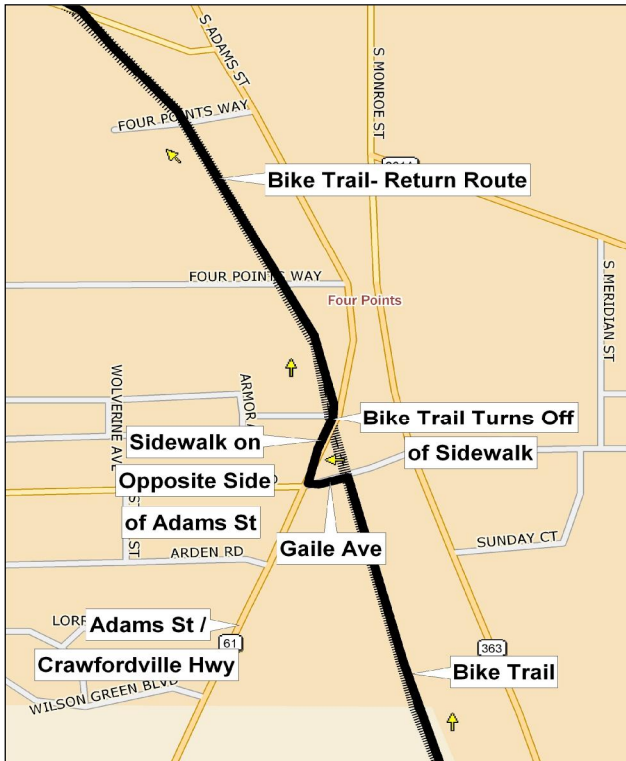 S ADAMS ST
S MONROE ST
FOUR POINTS WAY
Bike Trail- Return Route
FOUR POINTS WAY
S MERIDIAN ST
Four Points
WOLVERINE AVE
Bike Trail Turns Off
of Sidewalk
Sidewalk on
Opposite Side
of Adams St
ST
Gaile Ave
SUNDAY CT
ARDEN RD
Adams St /
Crawfordville Hwy
61
363
Bike Trail
WILSON GREEN BLVD